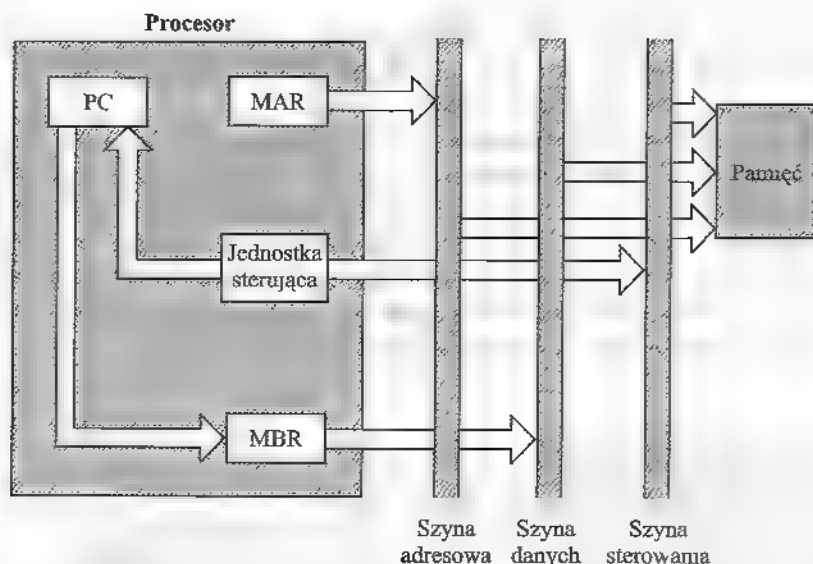 Procesor
PC
MAR
Pamięć
Jednostka
sterująca
MBR
Szyna
adresowa
Szyna
danych
Szyna
sterowania